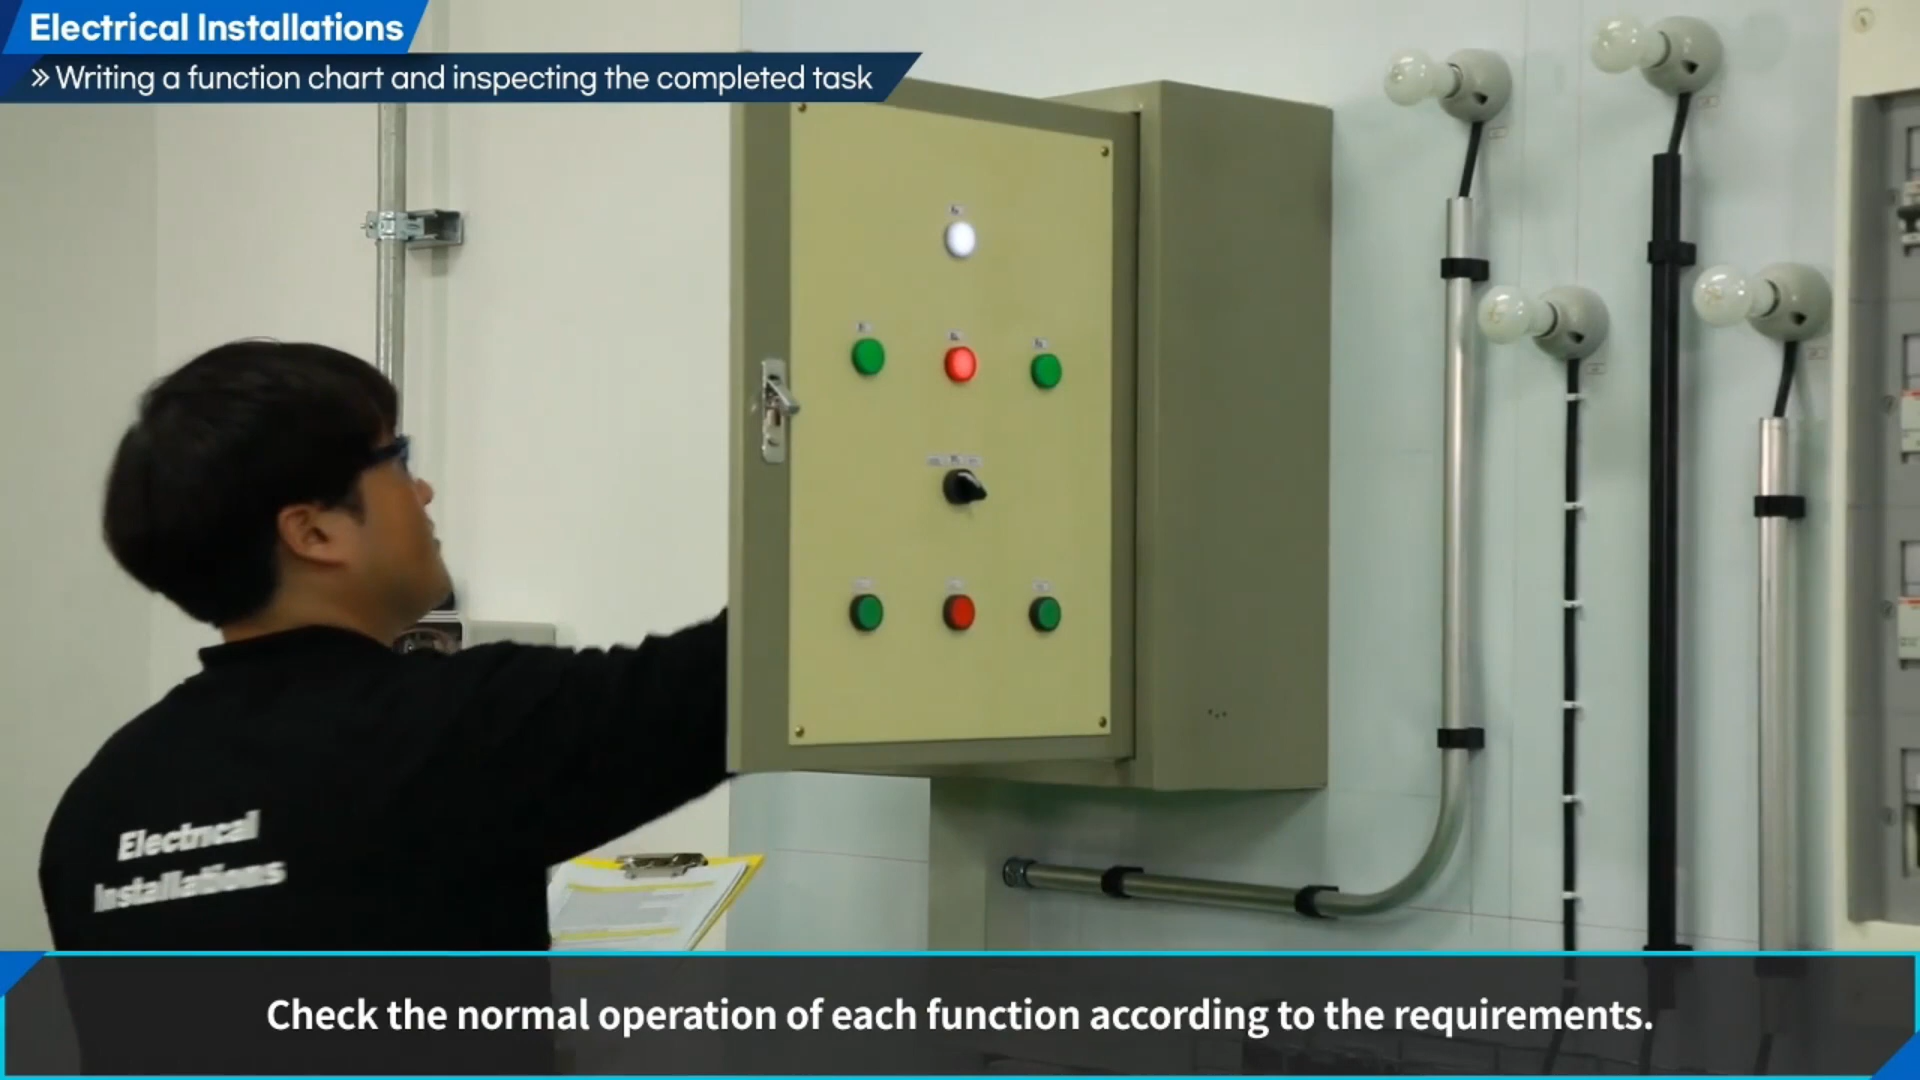 Electrical Installations
» Writing a function chart and inspecting the completed task
Electrical
Installations
Check the normal operation of each function according to the requirements.